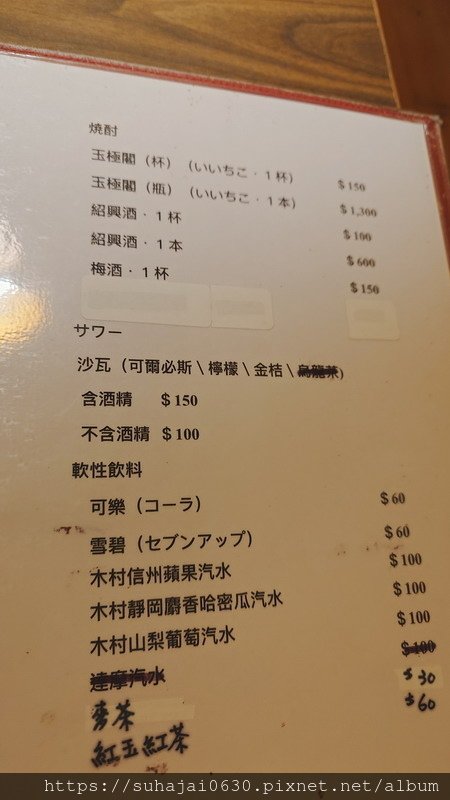 焼酎
玉極閣（杯）（いいちこ・1杯） $150
玉極閣（瓶）（いいちこ・1本） $1,300
紹興酒・1杯 $100
紹興酒・1本 $600
梅酒・1杯 $150
サワー
沙瓦（可爾必斯\檸檬\金桔\烏龍茶）
含酒精 $150
不含酒精 $100
軟性飲料
可樂（コーラ） $60
雪碧（セブンアップ） $60
木村信州蘋果汽水 $100
木村靜岡麝香哈密瓜汽水 $100
木村山梨葡萄汽水 $100
達摩汽水 $100
麥茶 $30
紅玉紅茶 $60
https://suhajai0630.pixnet.net/album